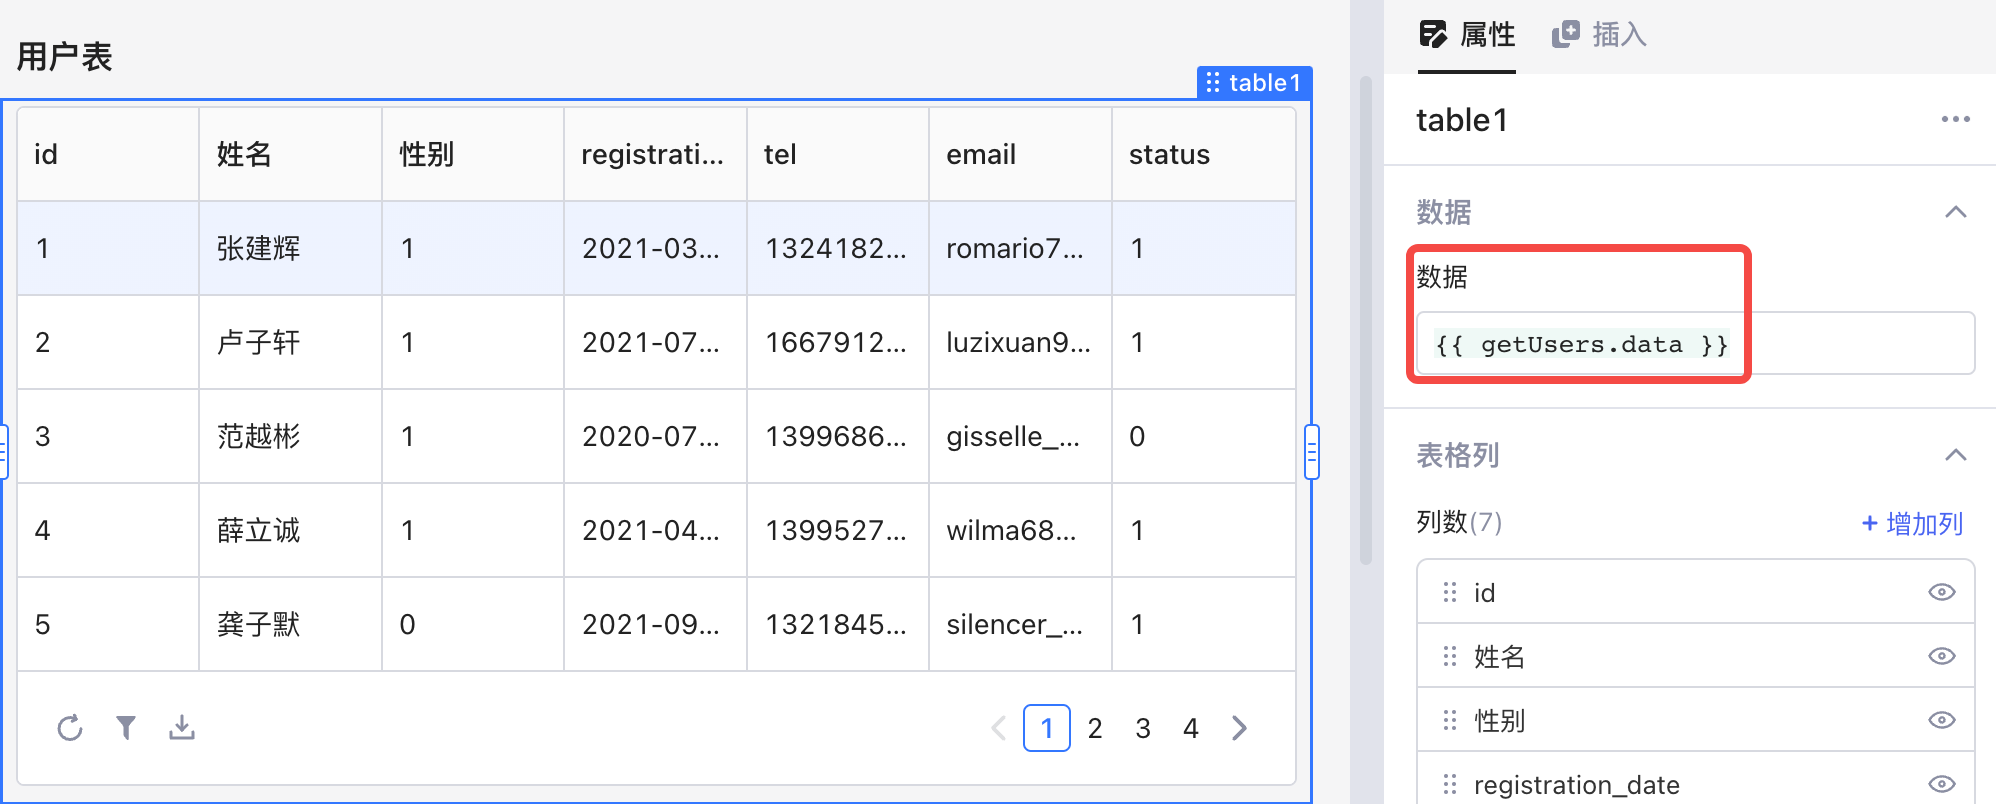 用户表
table1
id 姓名 性别 registrati... tel email status
1 张建辉 1 2021-03... 1324182... romario7... 1
2 卢子轩 1 2021-07... 1667912... luzixuan9... 1
3 范越彬 1 2020-07... 1399686... gisselle_... 0
4 薛立诚 1 2021-04... 1399527... wilma68... 1
5 龚子默 0 2021-09... 1321845... silencer_... 1
1 2 3 4
属性 插入
table1
数据
数据
{{ getUsers.data }}
表格列
列数(7) + 增加列
id
姓名
性别
registration_date